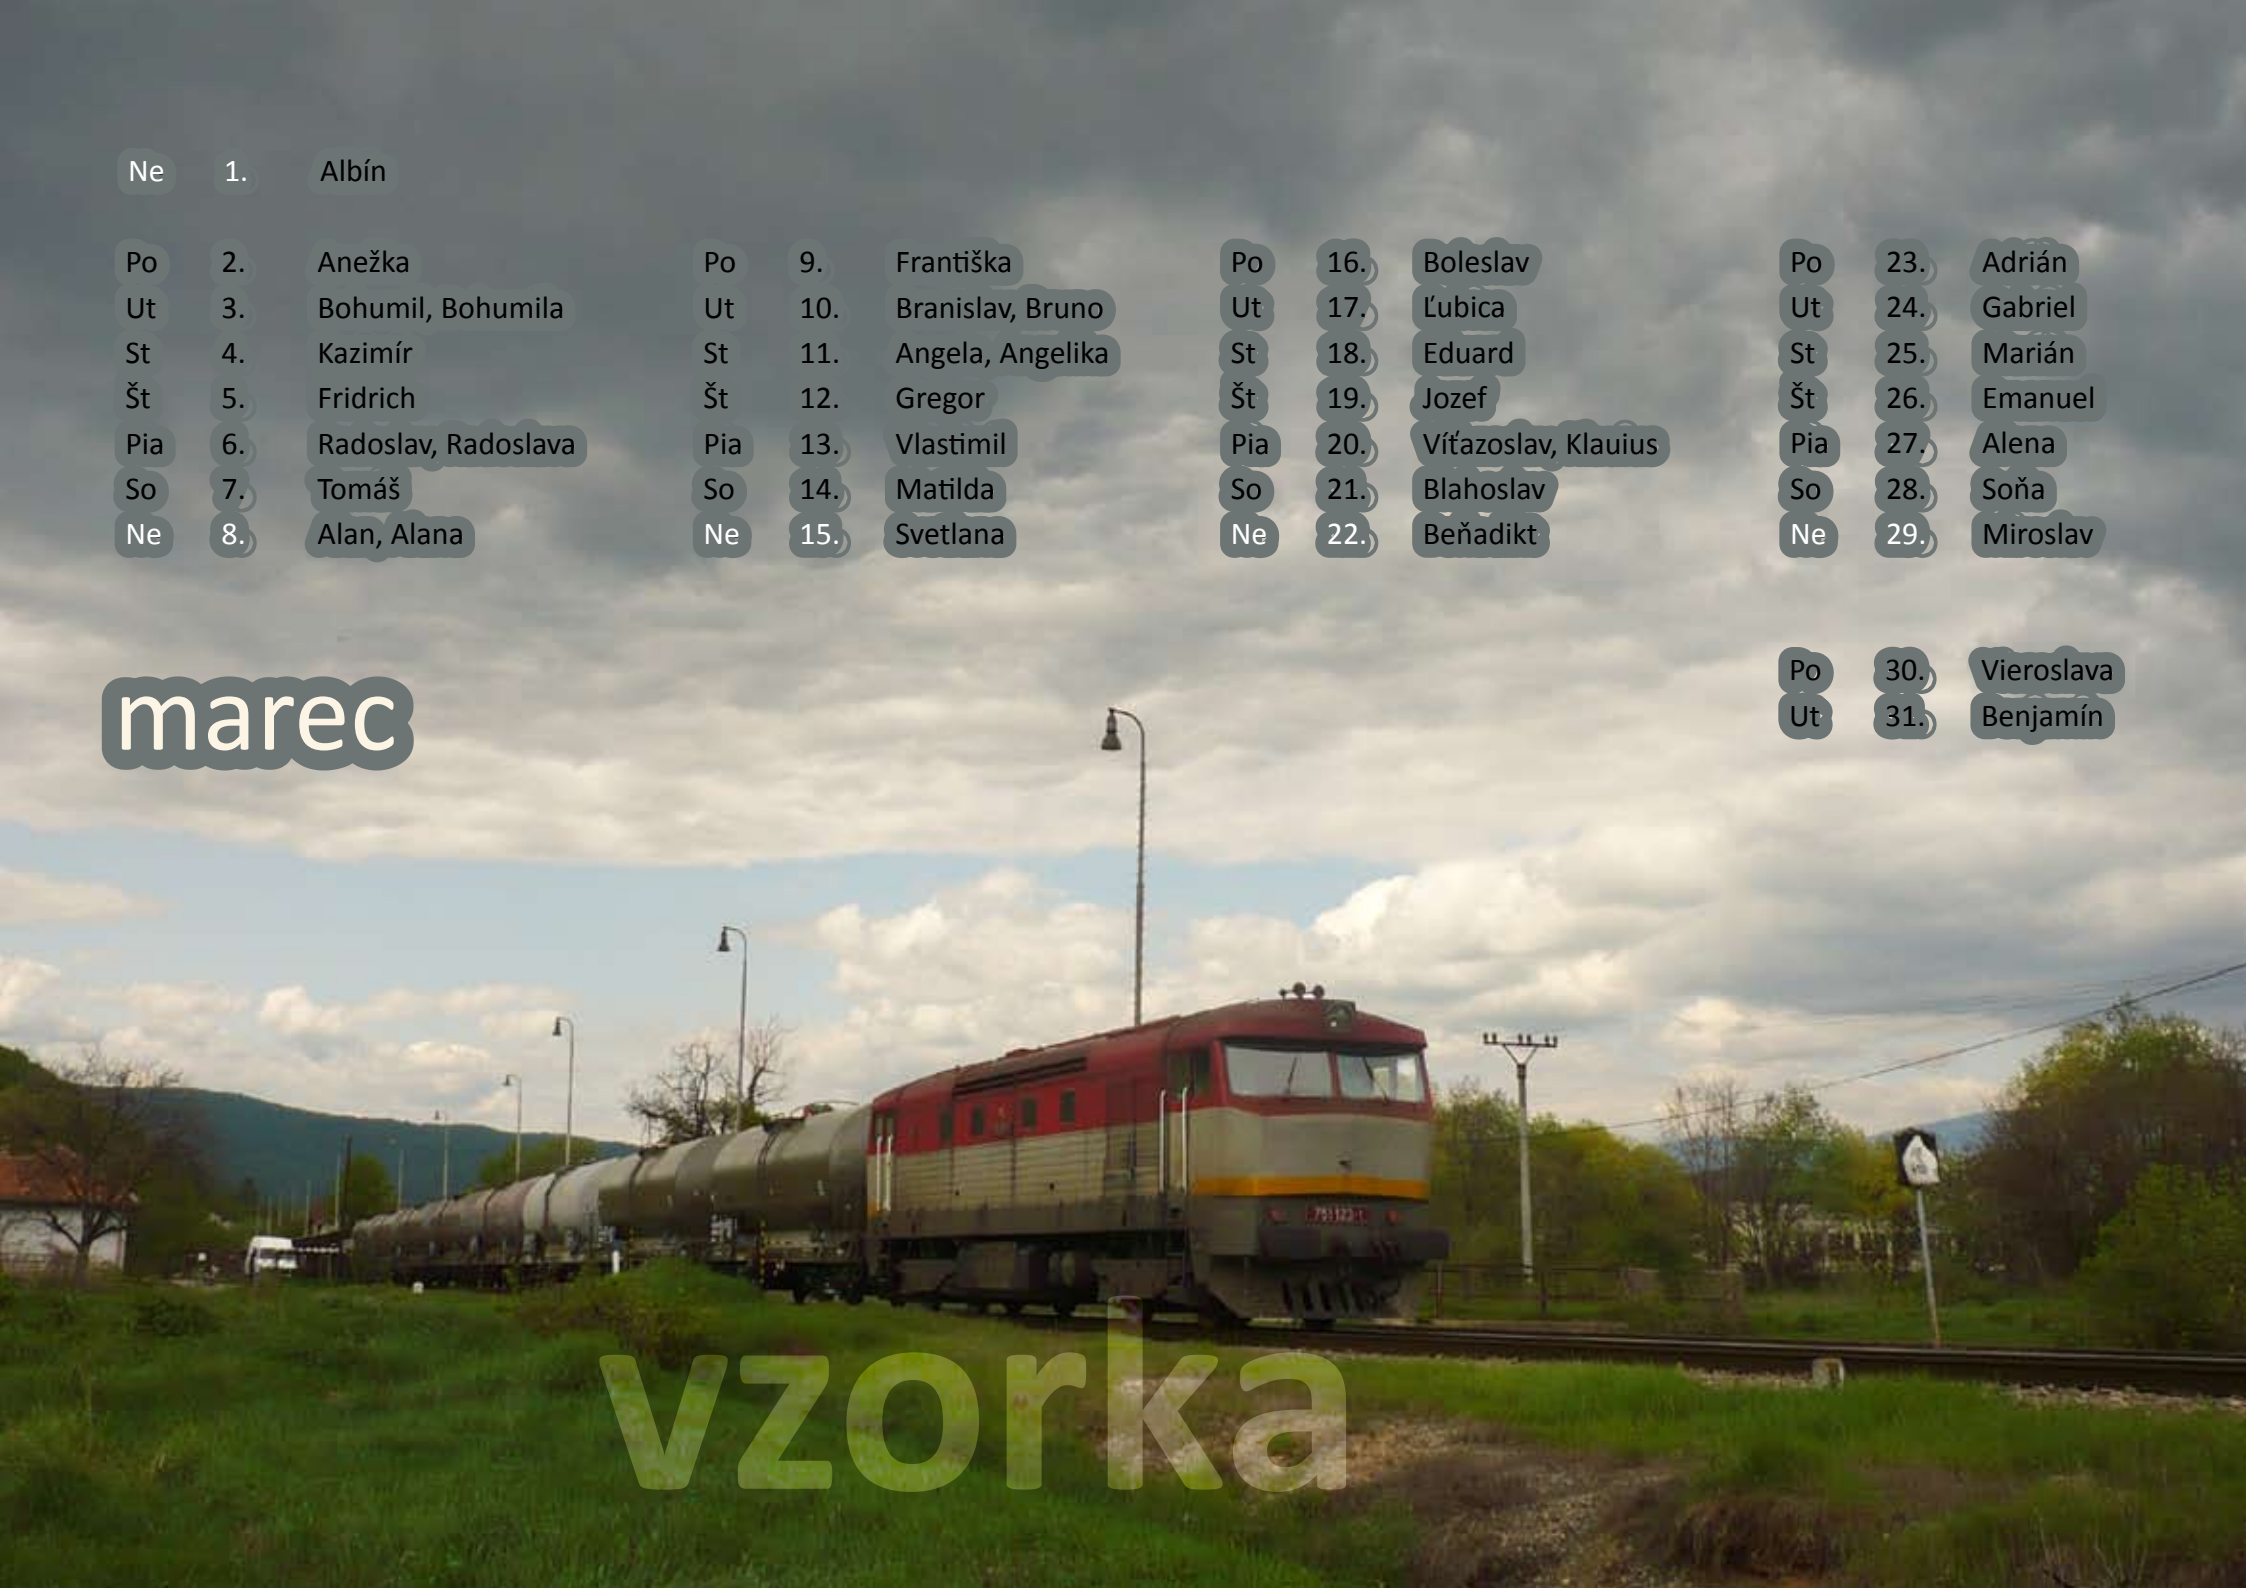 Ne 1. Albín
Po 2. Anežka
Ut 3. Bohumil, Bohumila
St 4. Kazimír
Št 5. Fridrich
Pia 6. Radoslav, Radoslava
So 7. Tomáš
Ne 8. Alan, Alana
Po 9. Františka
Ut 10. Branislav, Bruno
St 11. Angela, Angelika
Št 12. Gregor
Pia 13. Vlastimil
So 14. Matilda
Ne 15. Svetlana
Po 16. Boleslav
Ut 17. Ľubica
St 18. Eduard
Št 19. Jozef
Pia 20. Víťazoslav, Klauius
So 21. Blahoslav
Ne 22. Beňadikt
Po 23. Adrián
Ut 24. Gabriel
St 25. Marián
Št 26. Emanuel
Pia 27. Alena
So 28. Soňa
Ne 29. Miroslav
Po 30. Vieroslava
Ut 31. Benjamín
marec
vzorka